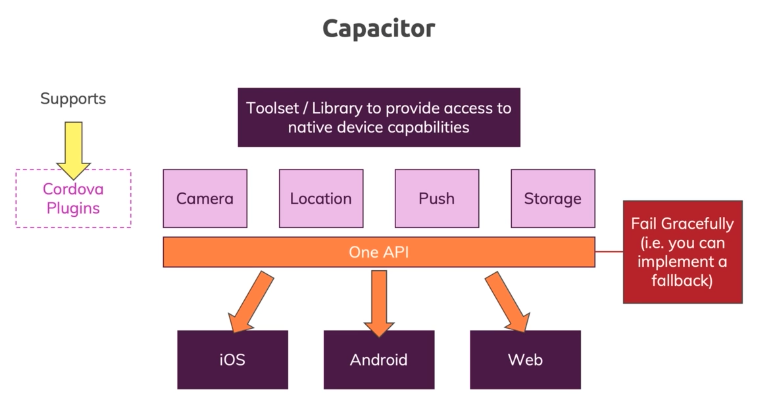 Capacitor
Supports
Toolset / Library to provide access to
native device capabilities
Cordova
Plugins
Camera
Location
Push
Storage
One API
Fail Gracefully
(i.e. you can
implement a
fallback)
iOS
Android
Web